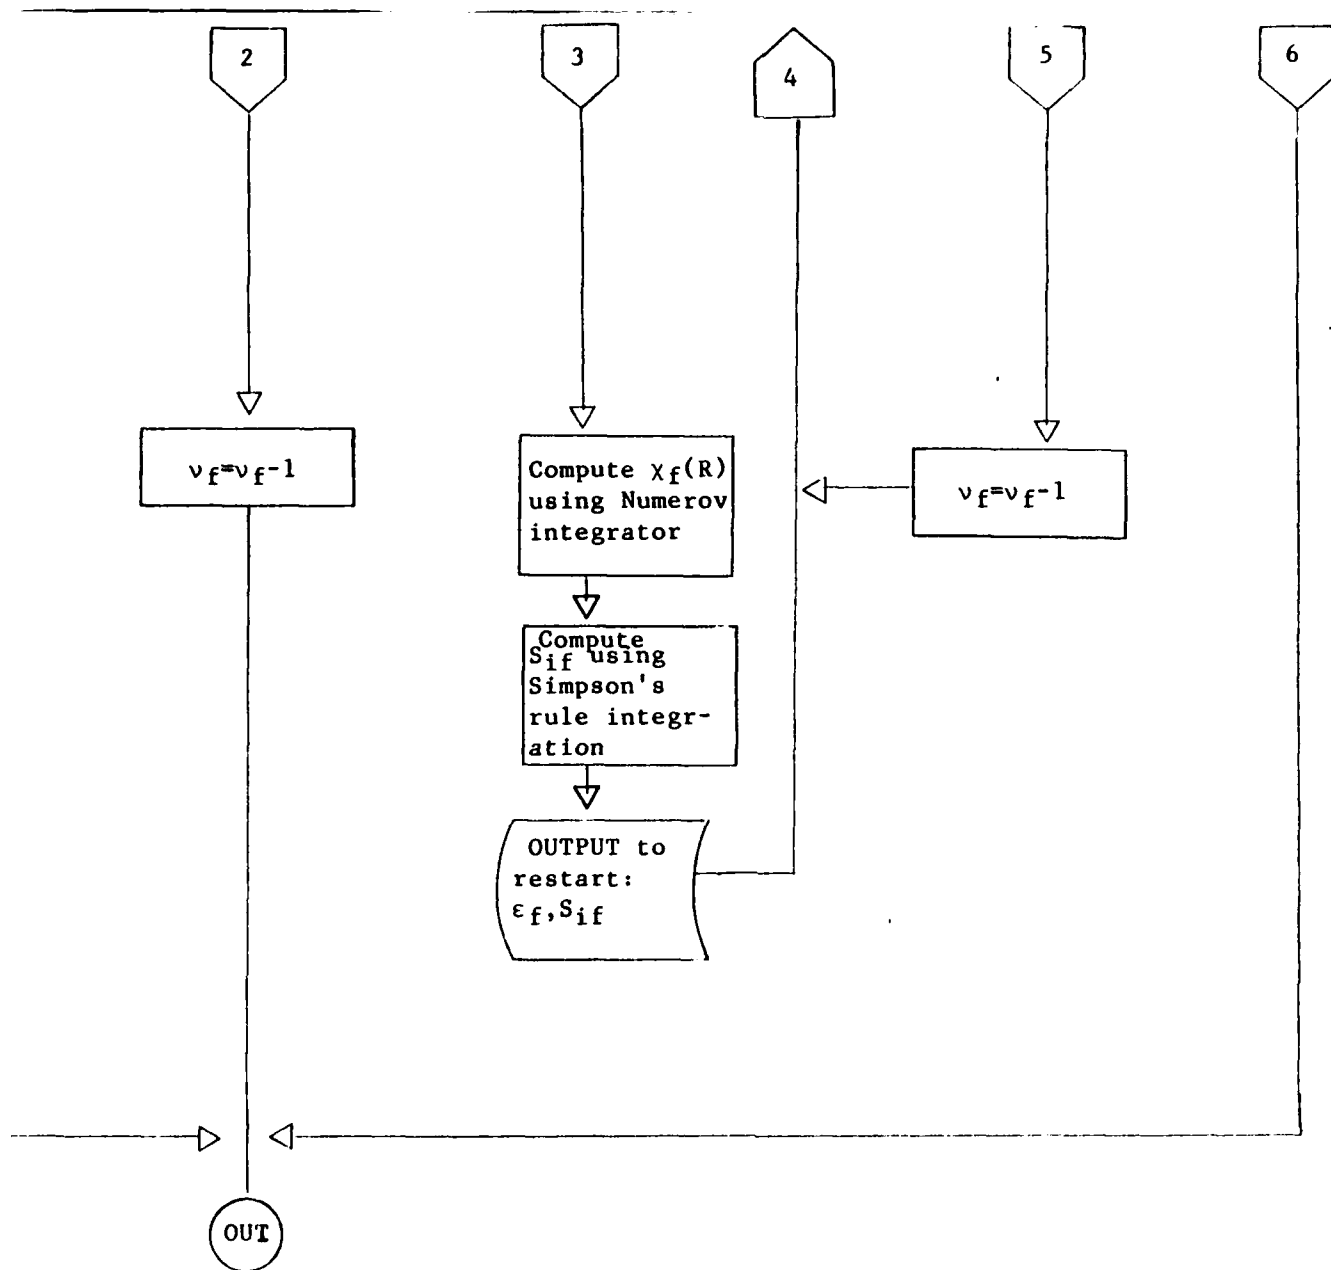 2
3
4
5
6
νf=νf-1
Compute χf(R)
using Numerov
integrator
νf=νf-1
Compute
Sif using
Simpson's
rule integr-
ation
OUTPUT to
restart:
εf,Sif
OUT